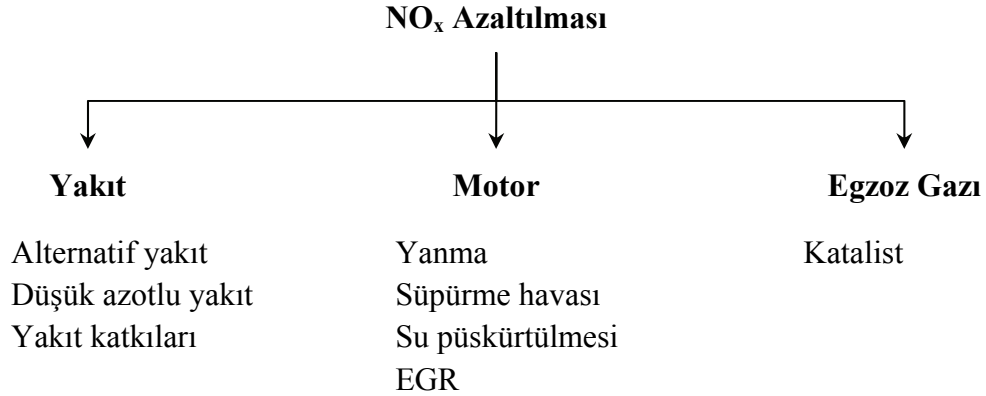 NOx Azaltılması
Yakıt
Alternatif yakıt
Düşük azotlu yakıt
Yakıt katkıları
Motor
Yanma
Süpürme havası
Su püskürtülmesi
EGR
Egzoz Gazı
Katalist